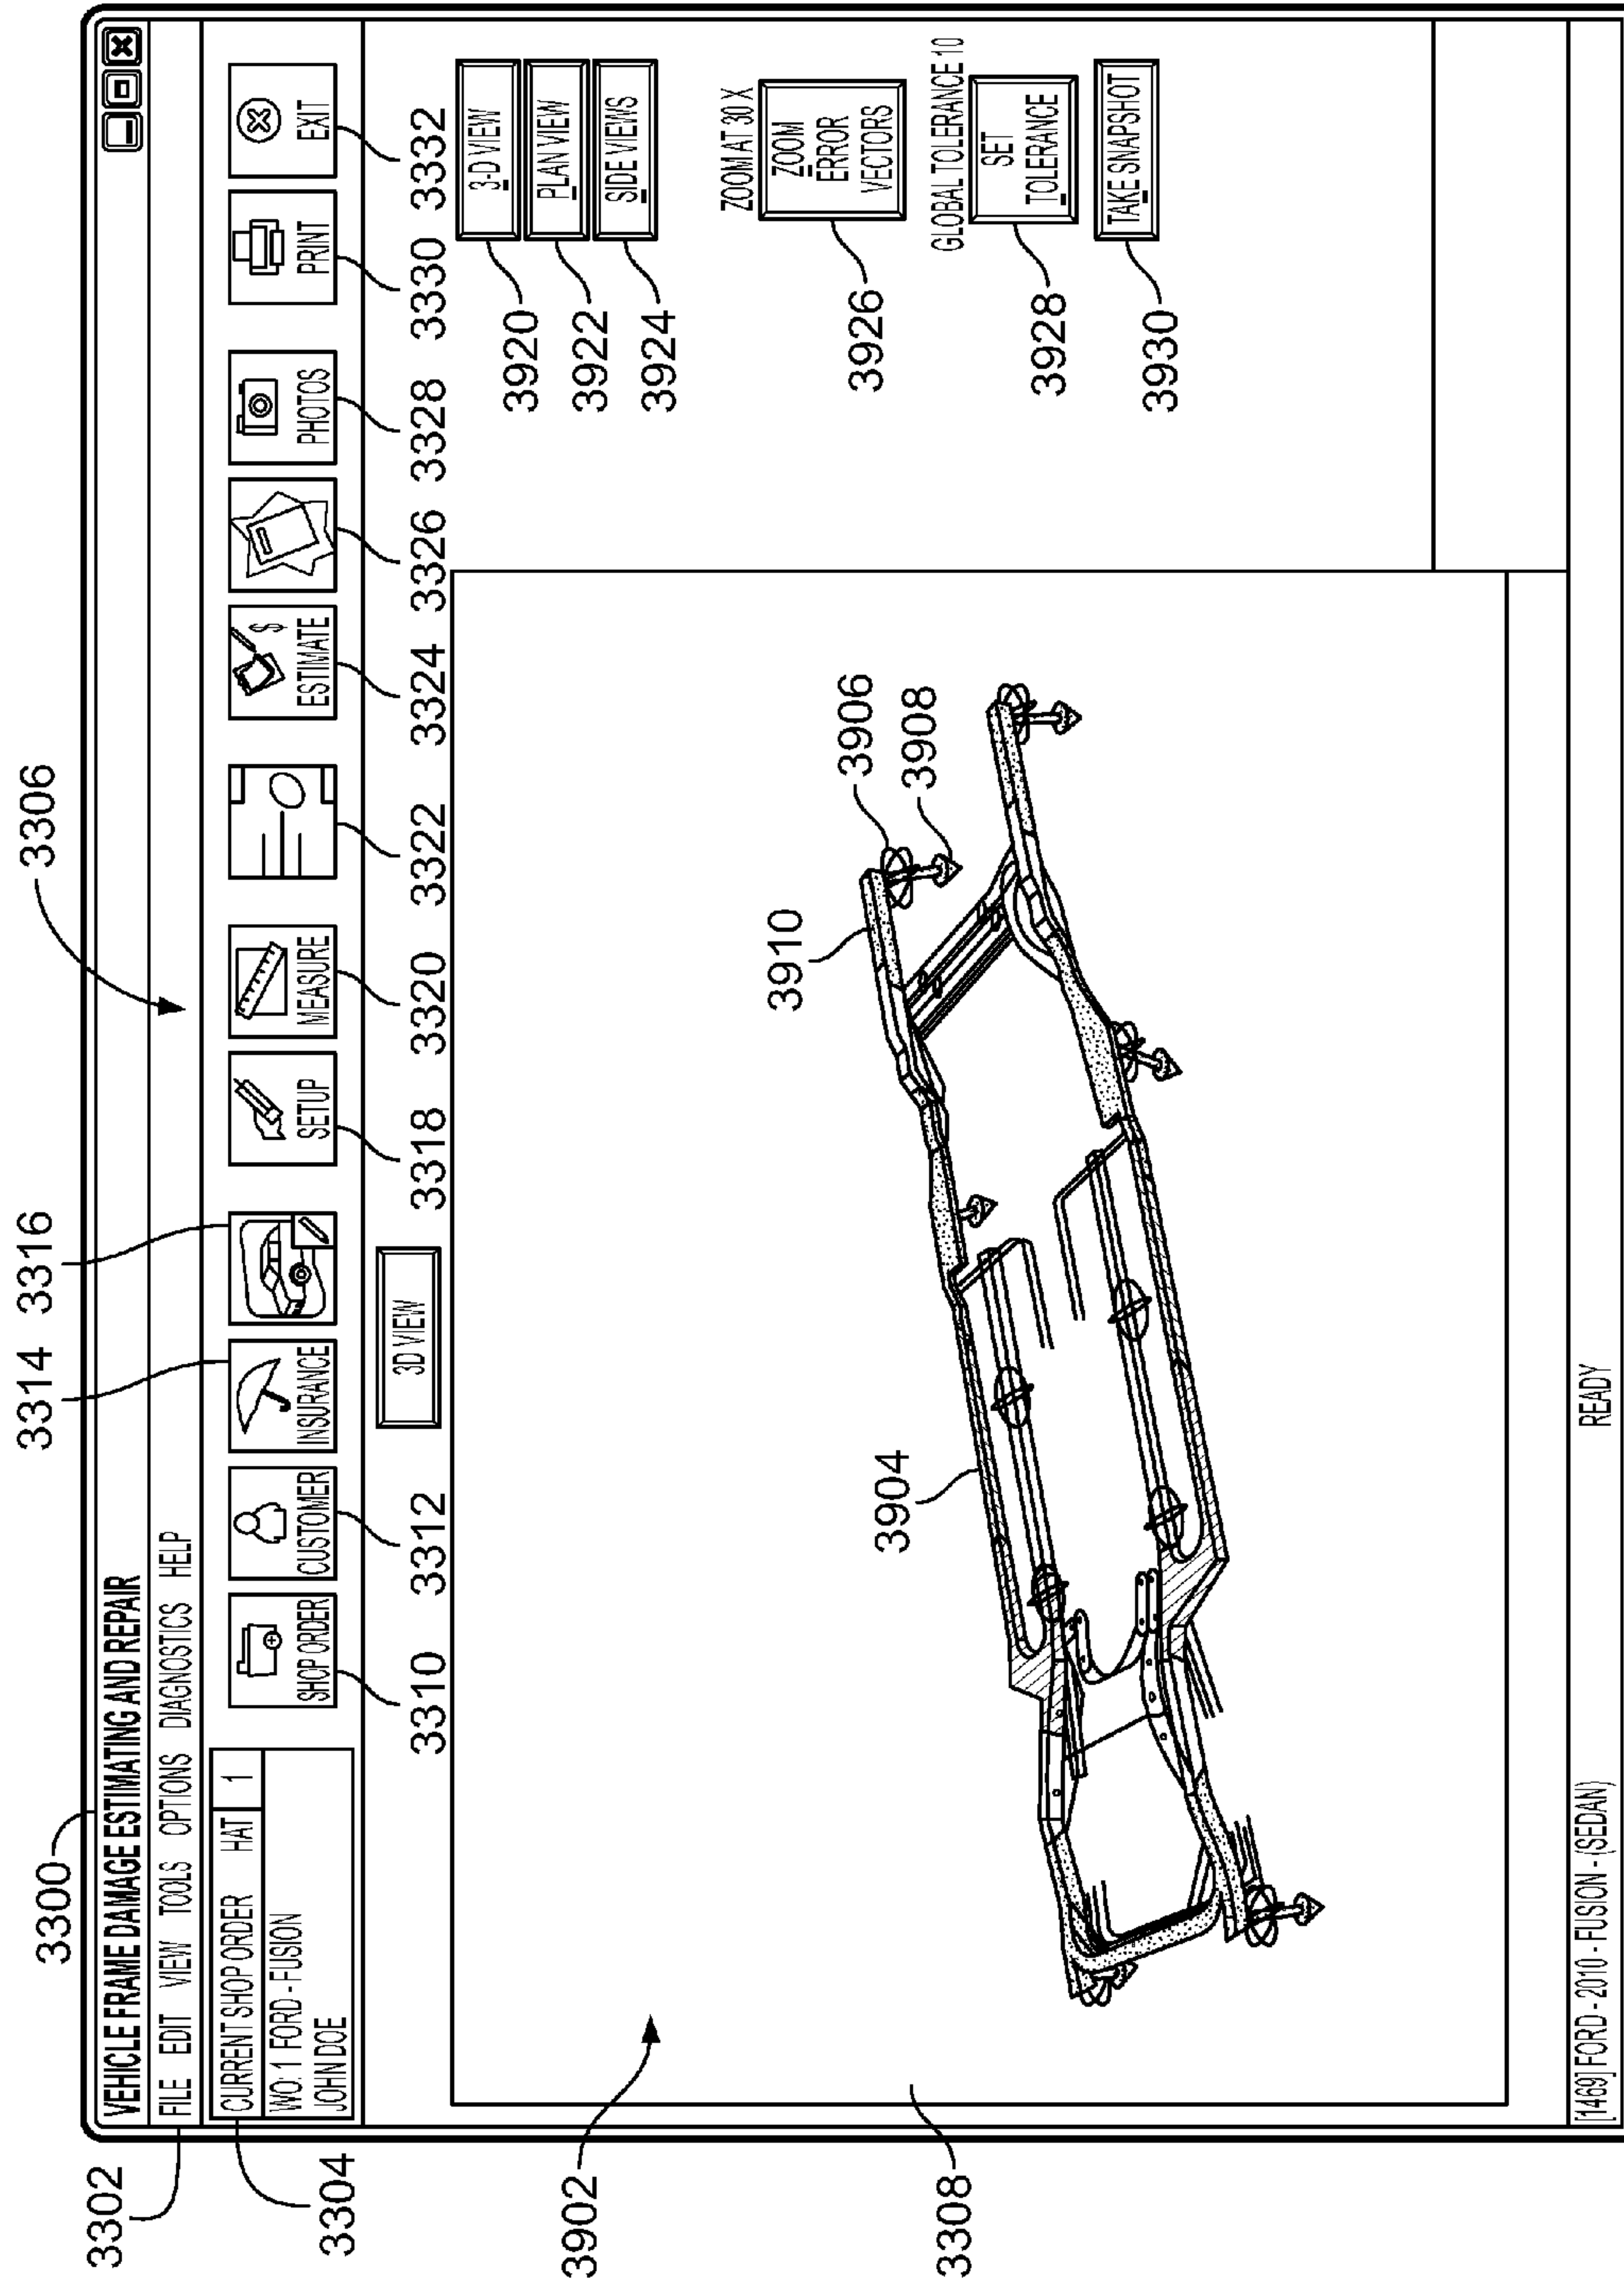 3306
3300
3314 3316
3302
VEHICLE FRAME DAMAGE ESTIMATING AND REPAIR
FILE EDIT VIEW TOOLS OPTIONS DIAGNOSTICS HELP
3304
CURRENT SHOP ORDER HAT 1
WO: 1 FORD - FUSION
JOHN DOE
SHOP ORDER
CUSTOMER
INSURANCE
SETUP
MEASURE
$
ESTIMATE
PHOTOS
PRINT
EXIT
3310 3312 3318 3320 3322 3324 3326 3328 3330 3332
3D VIEW
3-D VIEW
PLAN VIEW
SIDE VIEWS
3920
3922
3924
ZOOM AT 30 X
ZOOM
ERROR
VECTORS
3926
GLOBAL TOLERANCE 10
SET
TOLERANCE
3928
TAKE SNAPSHOT
3930
3902
3308
3904
3910
3906
3908
[1469] FORD - 2010 - FUSION - (SEDAN)
READY